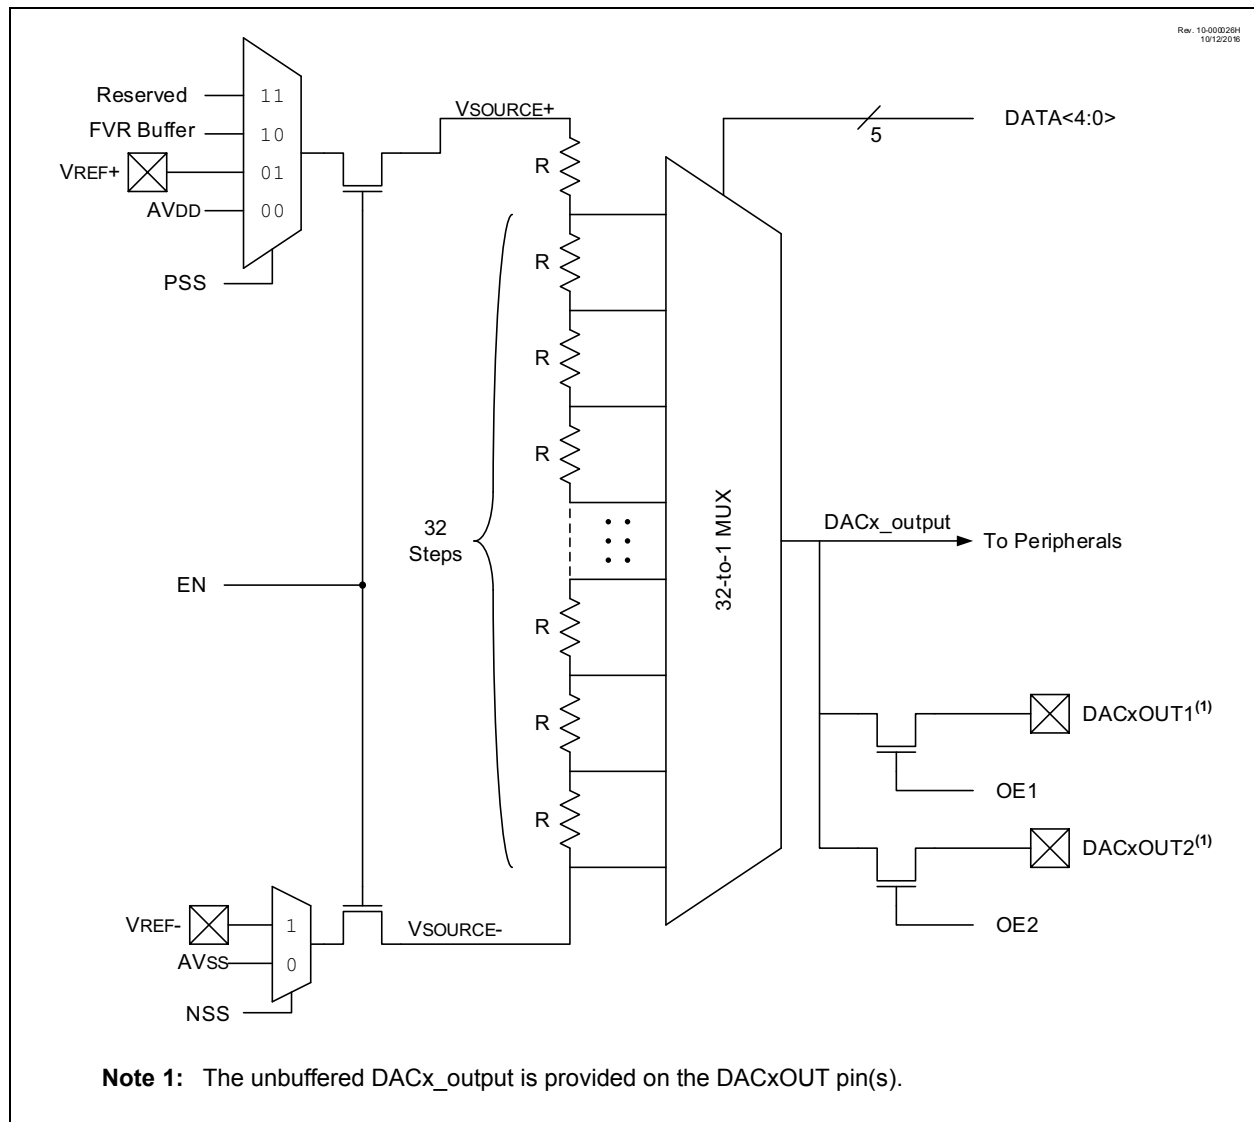 Rev. 10-000026H
10/12/2016
Reserved
11
FVR Buffer
10
VREF+
01
AVDD
00
PSS
VSOURCE+
R
R
R
R
32
Steps
R
R
R
EN
DATA<4:0>
5
32-to-1 MUX
DACx_output
To Peripherals
DACxOUT1(1)
OE1
DACxOUT2(1)
OE2
VREF-
1
AVSS
0
NSS
VSOURCE-
Note 1: The unbuffered DACx_output is provided on the DACxOUT pin(s).